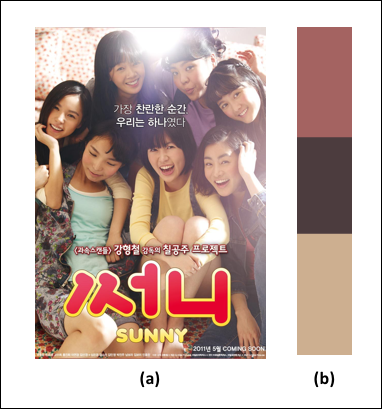 가장 찬란한 순간,
우리는 하나였다.
<과속스캔들> 강형철 감독의 칠공주 프로젝트
써니
SUNNY
2011년 5월 COMING SOON
(a) (b)